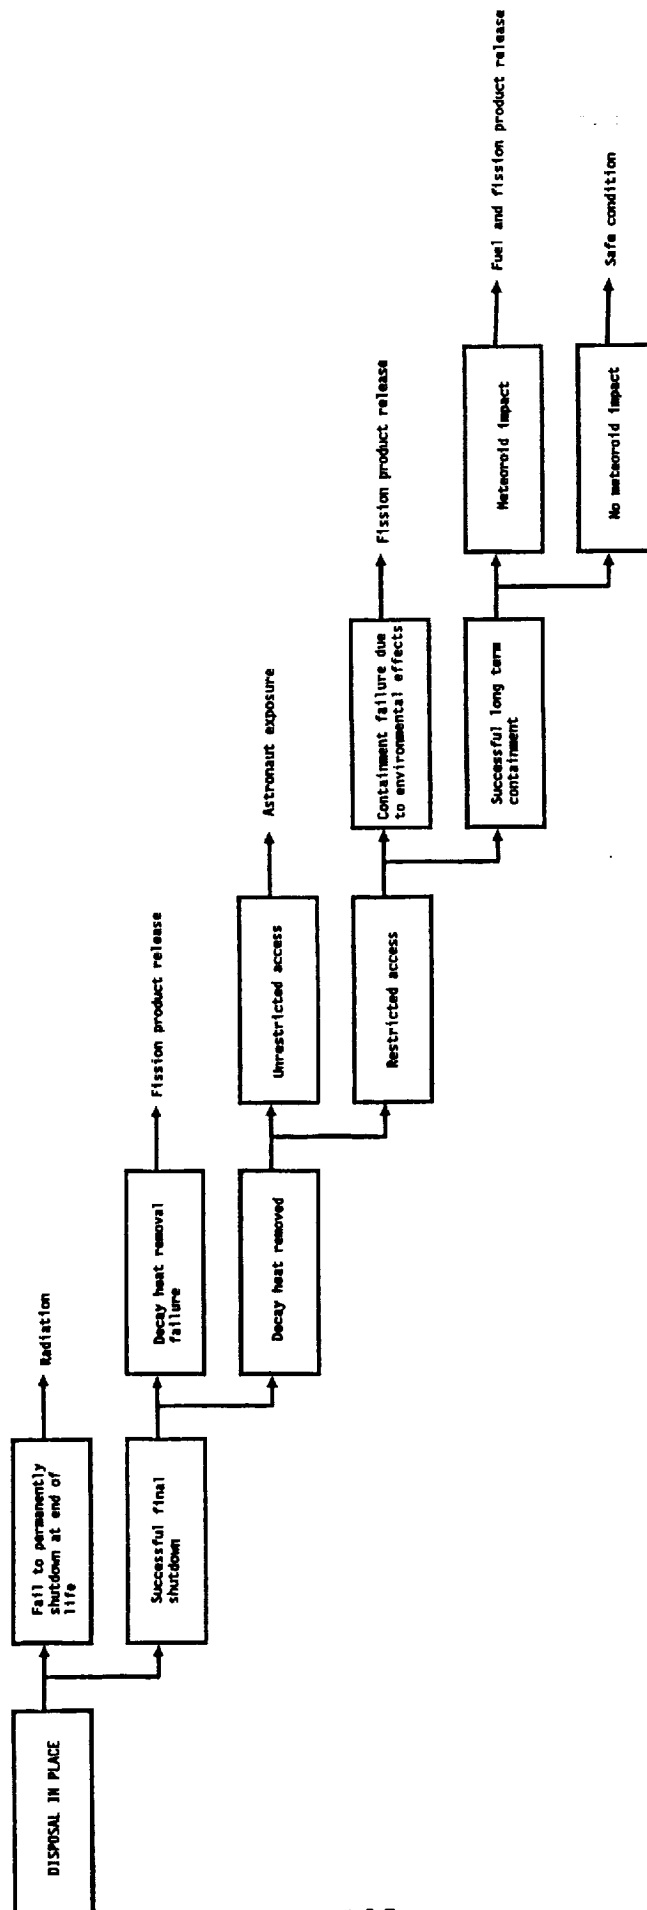 DISPOSAL IN PLACE
Fail to permanently
shutdown at end of
life
Radiation
Successful final
shutdown
Decay heat removal
failure
Fission product release
Decay heat removed
Unrestricted access
Astronaut exposure
Restricted access
Containment failure due
to environmental effects
Fission product release
Successful long term
containment
Meteoroid impact
Fuel and fission product release
No meteoroid impact
Safe condition